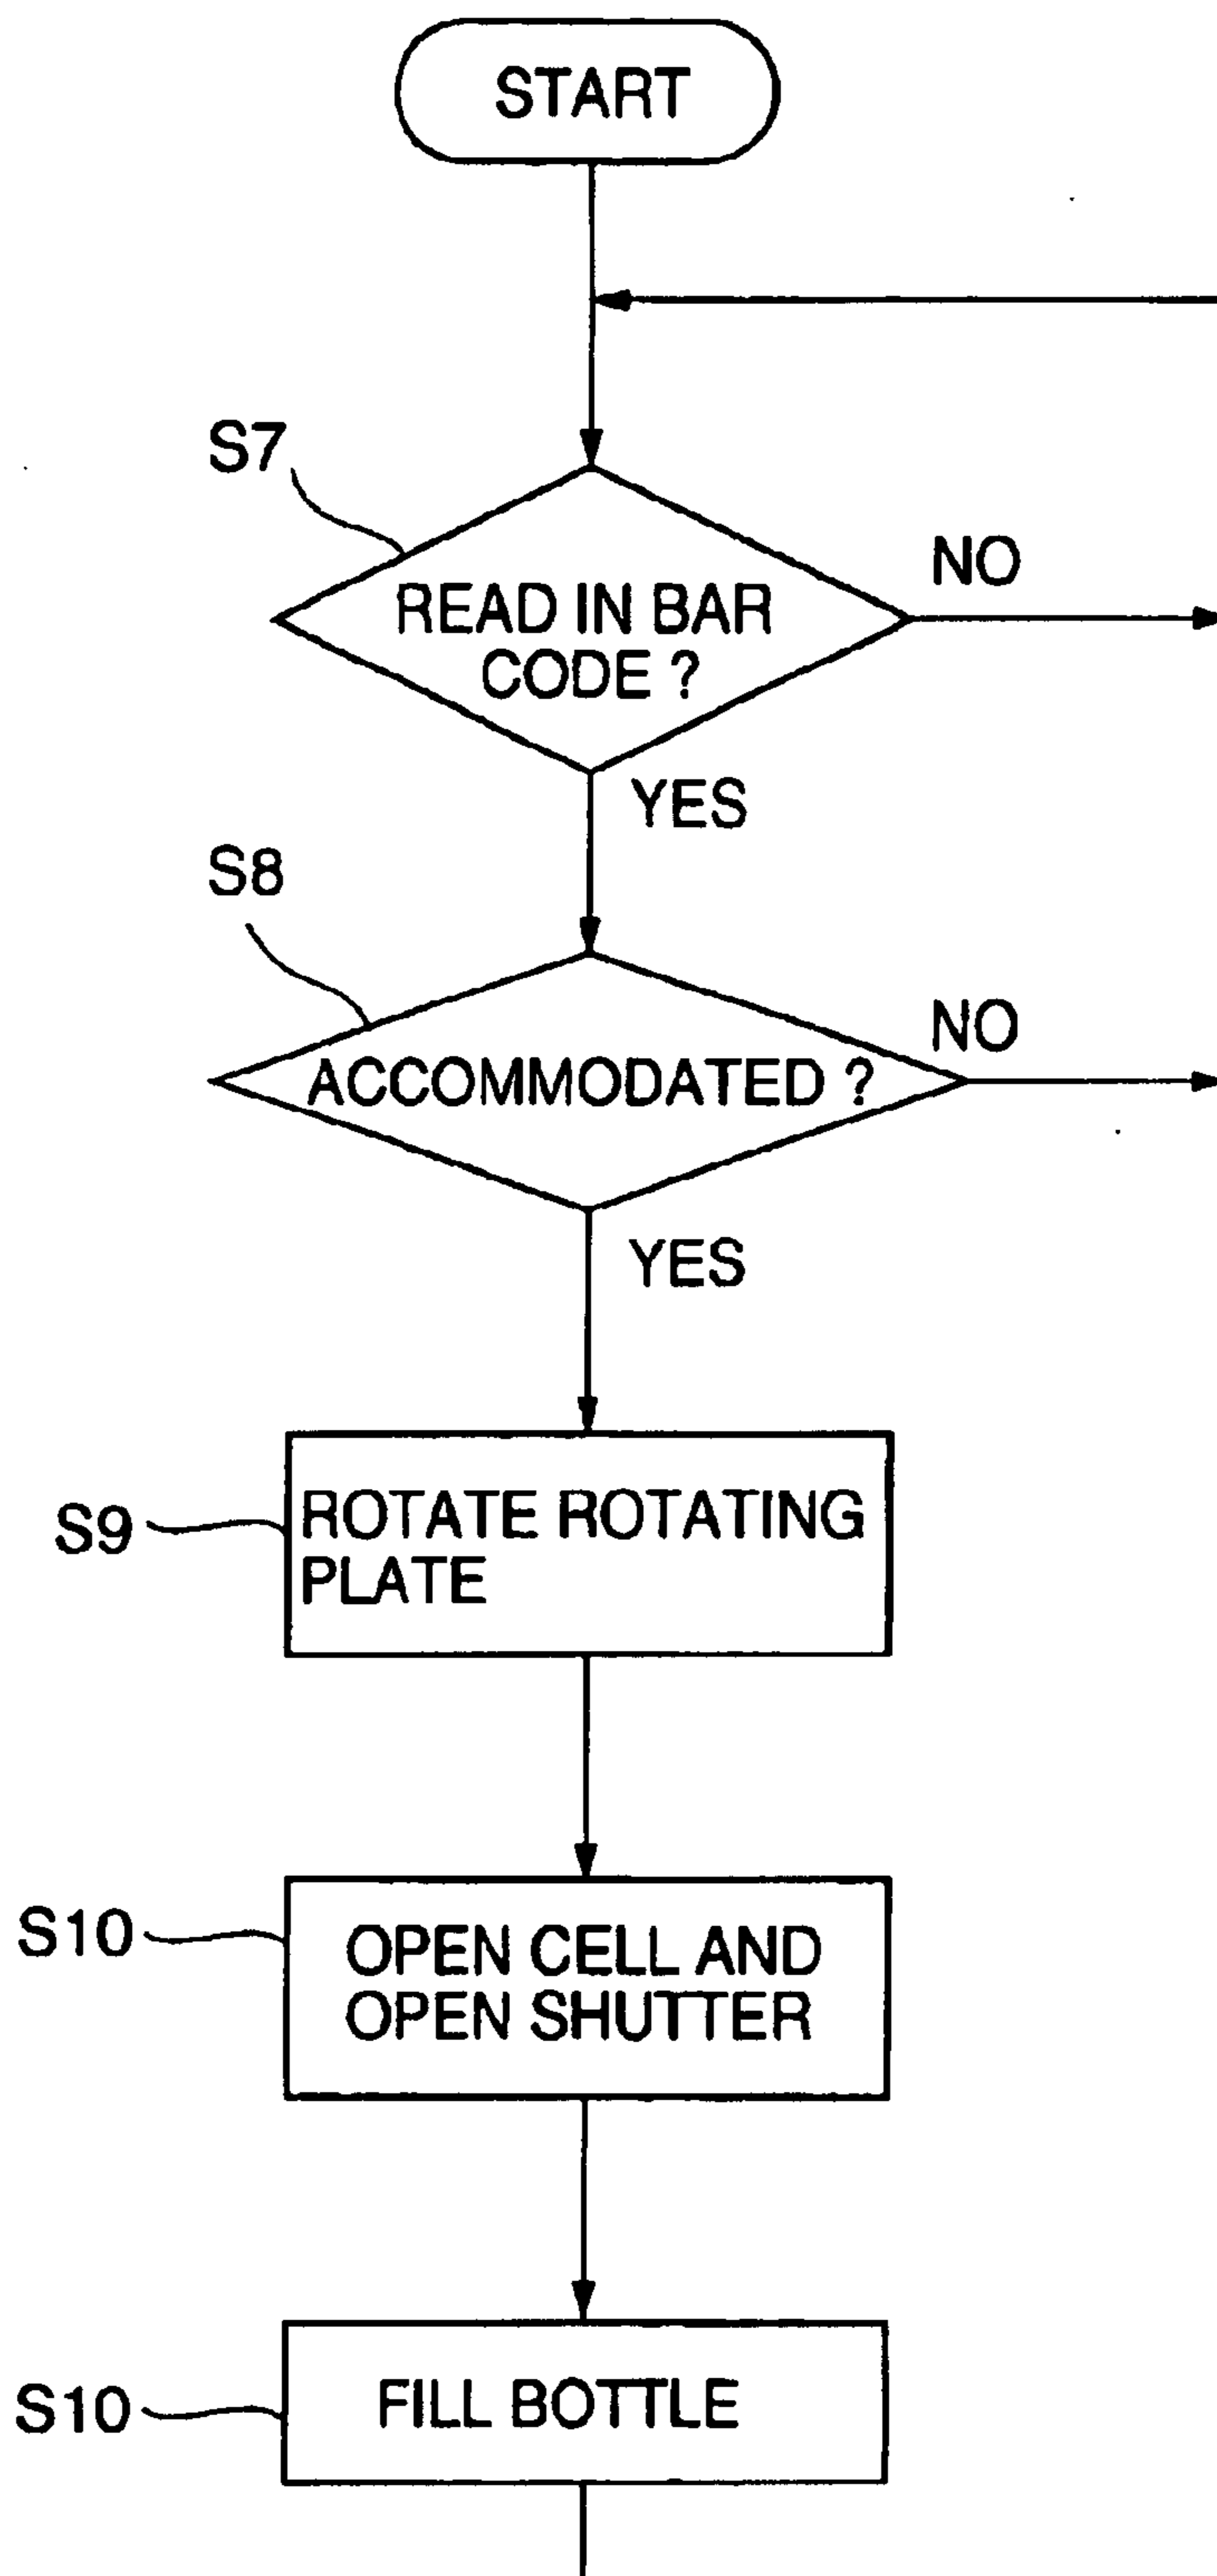 START
S7
NO
READ IN BAR
CODE ?
YES
S8
NO
ACCOMMODATED ?
YES
S9
ROTATE ROTATING
PLATE
S10
OPEN CELL AND
OPEN SHUTTER
S10
FILL BOTTLE